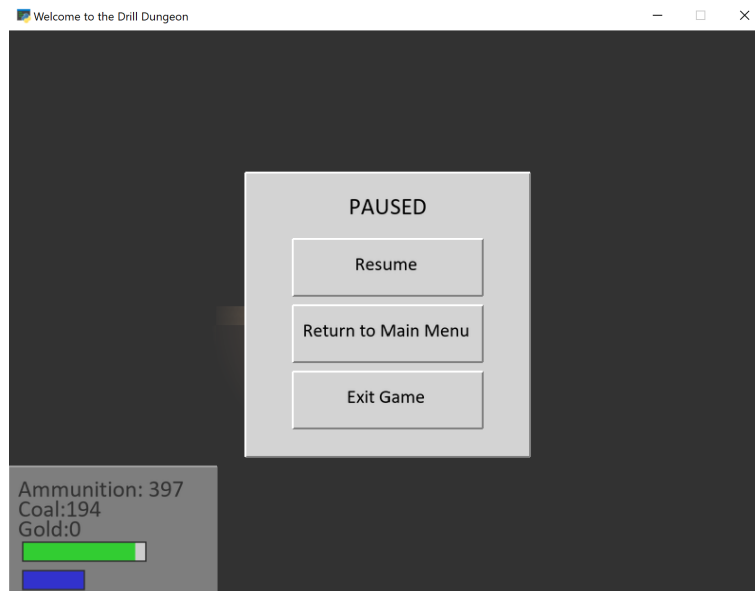 Welcome to the Drill Dungeon
PAUSED
Resume
Return to Main Menu
Exit Game
Ammunition: 397
Coal:194
Gold:0